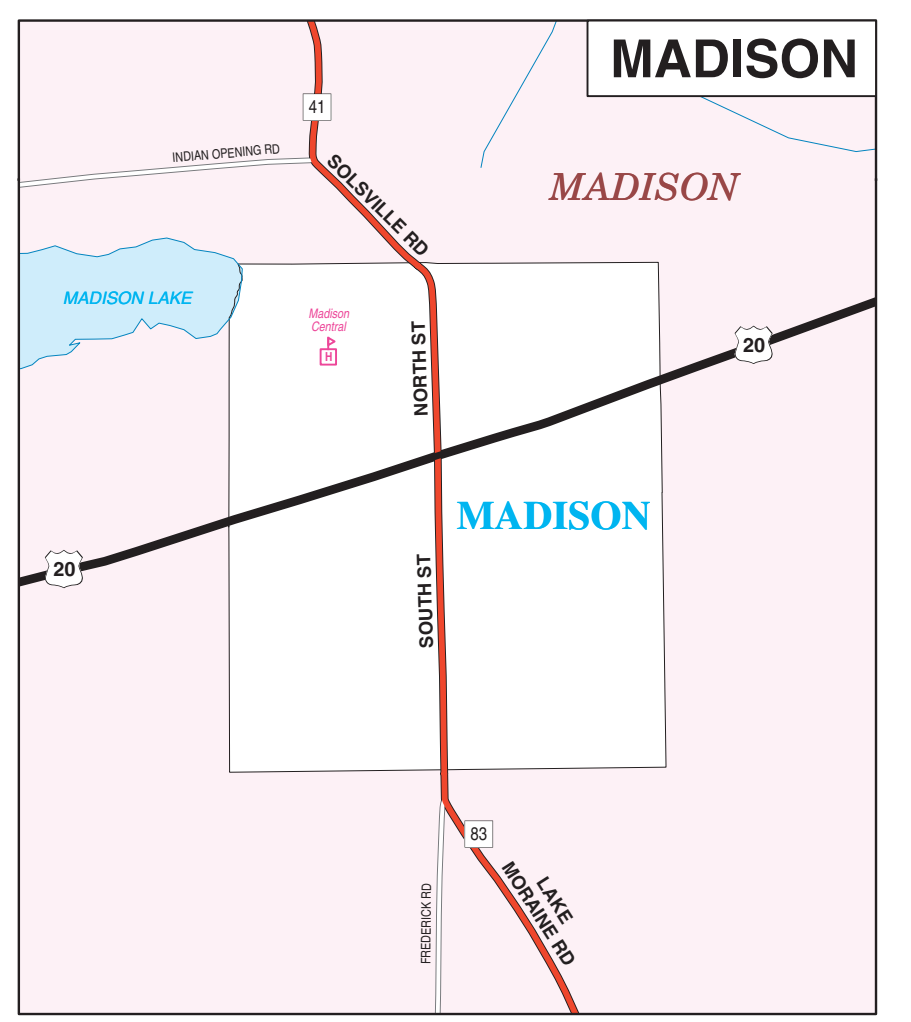 MADISON
41
INDIAN OPENING RD
SOLSVILLE RD
MADISON
MADISON LAKE
Madison
Central
H
NORTH ST
20
MADISON
20
SOUTH ST
83
LAKE
MORAINE RD
FREDERICK RD